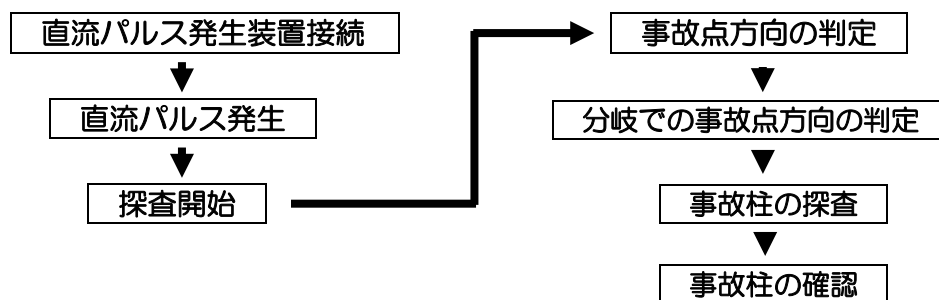 直流パルス発生装置接続
直流パルス発生
探査開始
事故点方向の判定
分岐での事故点方向の判定
事故柱の探査
事故柱の確認